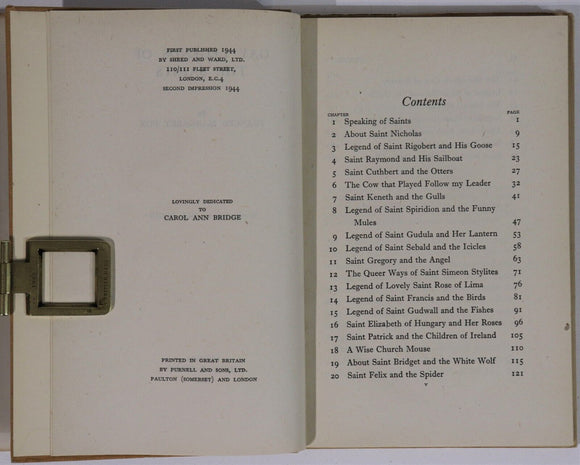 FIRST PUBLISHED 1944
BY SHEED AND WARD, LTD.
110/111 FLEET STREET,
LONDON, E.C.4
SECOND IMPRESSION 1944
LOVINGLY DEDICATED
TO
CAROL ANN BRIDGE
PRINTED IN GREAT BRITAIN
BY PURNELL AND SONS, LTD.
PAULTON (SOMERSET) AND LONDON
Contents
CHAPTER PAGE
1 Speaking of Saints 1
2 About Saint Nicholas 9
3 Legend of Saint Rigobert and His Goose 15
4 Saint Raymond and His Sailboat 23
5 Saint Cuthbert and the Otters 27
6 The Cow that Played Follow my Leader 32
7 Saint Keneth and the Gulls 41
8 Legend of Saint Spiridion and the Funny
Mules 47
9 Legend of Saint Gudula and Her Lantern 53
10 Legend of Saint Sebald and the Icicles 58
11 Saint Gregory and the Angel 63
12 The Queer Ways of Saint Simeon Stylites 71
13 Legend of Lovely Saint Rose of Lima 76
14 Legend of Saint Francis and the Birds 81
15 Legend of Saint Gudwall and the Fishes 91
16 Saint Elizabeth of Hungary and Her Roses 96
17 Saint Patrick and the Children of Ireland 105
18 A Wise Church Mouse 110
19 About Saint Bridget and the White Wolf 115
20 Saint Felix and the Spider 121
v